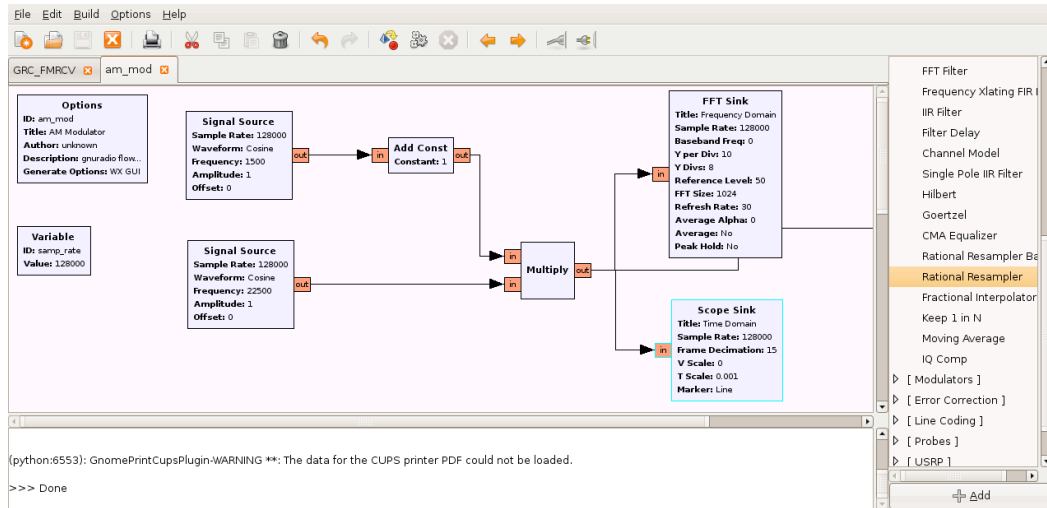 File Edit Build Options Help
GRC_FMRCV
am_mod
Options
ID: am_mod
Title: AM Modulator
Author: unknown
Description: gnuradio flow...
Generate Options: WX GUI
Variable
ID: samp_rate
Value: 128000
Signal Source
Sample Rate: 128000
Waveform: Cosine
Frequency: 1500
Amplitude: 1
Offset: 0
out
in
Add Const
Constant: 1
out
Signal Source
Sample Rate: 128000
Waveform: Cosine
Frequency: 22500
Amplitude: 1
Offset: 0
out
in
in
Multiply
out
in
FFT Sink
Title: Frequency Domain
Sample Rate: 128000
Baseband Freq: 0
Y per Div: 10
Y Divs: 8
Reference Level: 50
FFT Size: 1024
Refresh Rate: 30
Average Alpha: 0
Average: No
Peak Hold: No
in
Scope Sink
Title: Time Domain
Sample Rate: 128000
Frame Decimation: 15
V Scale: 0
T Scale: 0.001
Marker: Line
FFT Filter
Frequency Xlating FIR
IIR Filter
Filter Delay
Channel Model
Single Pole IIR Filter
Hilbert
Goertzel
CMA Equalizer
Rational Resampler Ba
Rational Resampler
Fractional Interpolator
Keep 1 in N
Moving Average
IQ Comp
[ Modulators ]
[ Error Correction ]
[ Line Coding ]
[ Probes ]
[ USRP ]
Add
(python:6553): GnomePrintCupsPlugin-WARNING **: The data for the CUPS printer PDF could not be loaded.
>>> Done